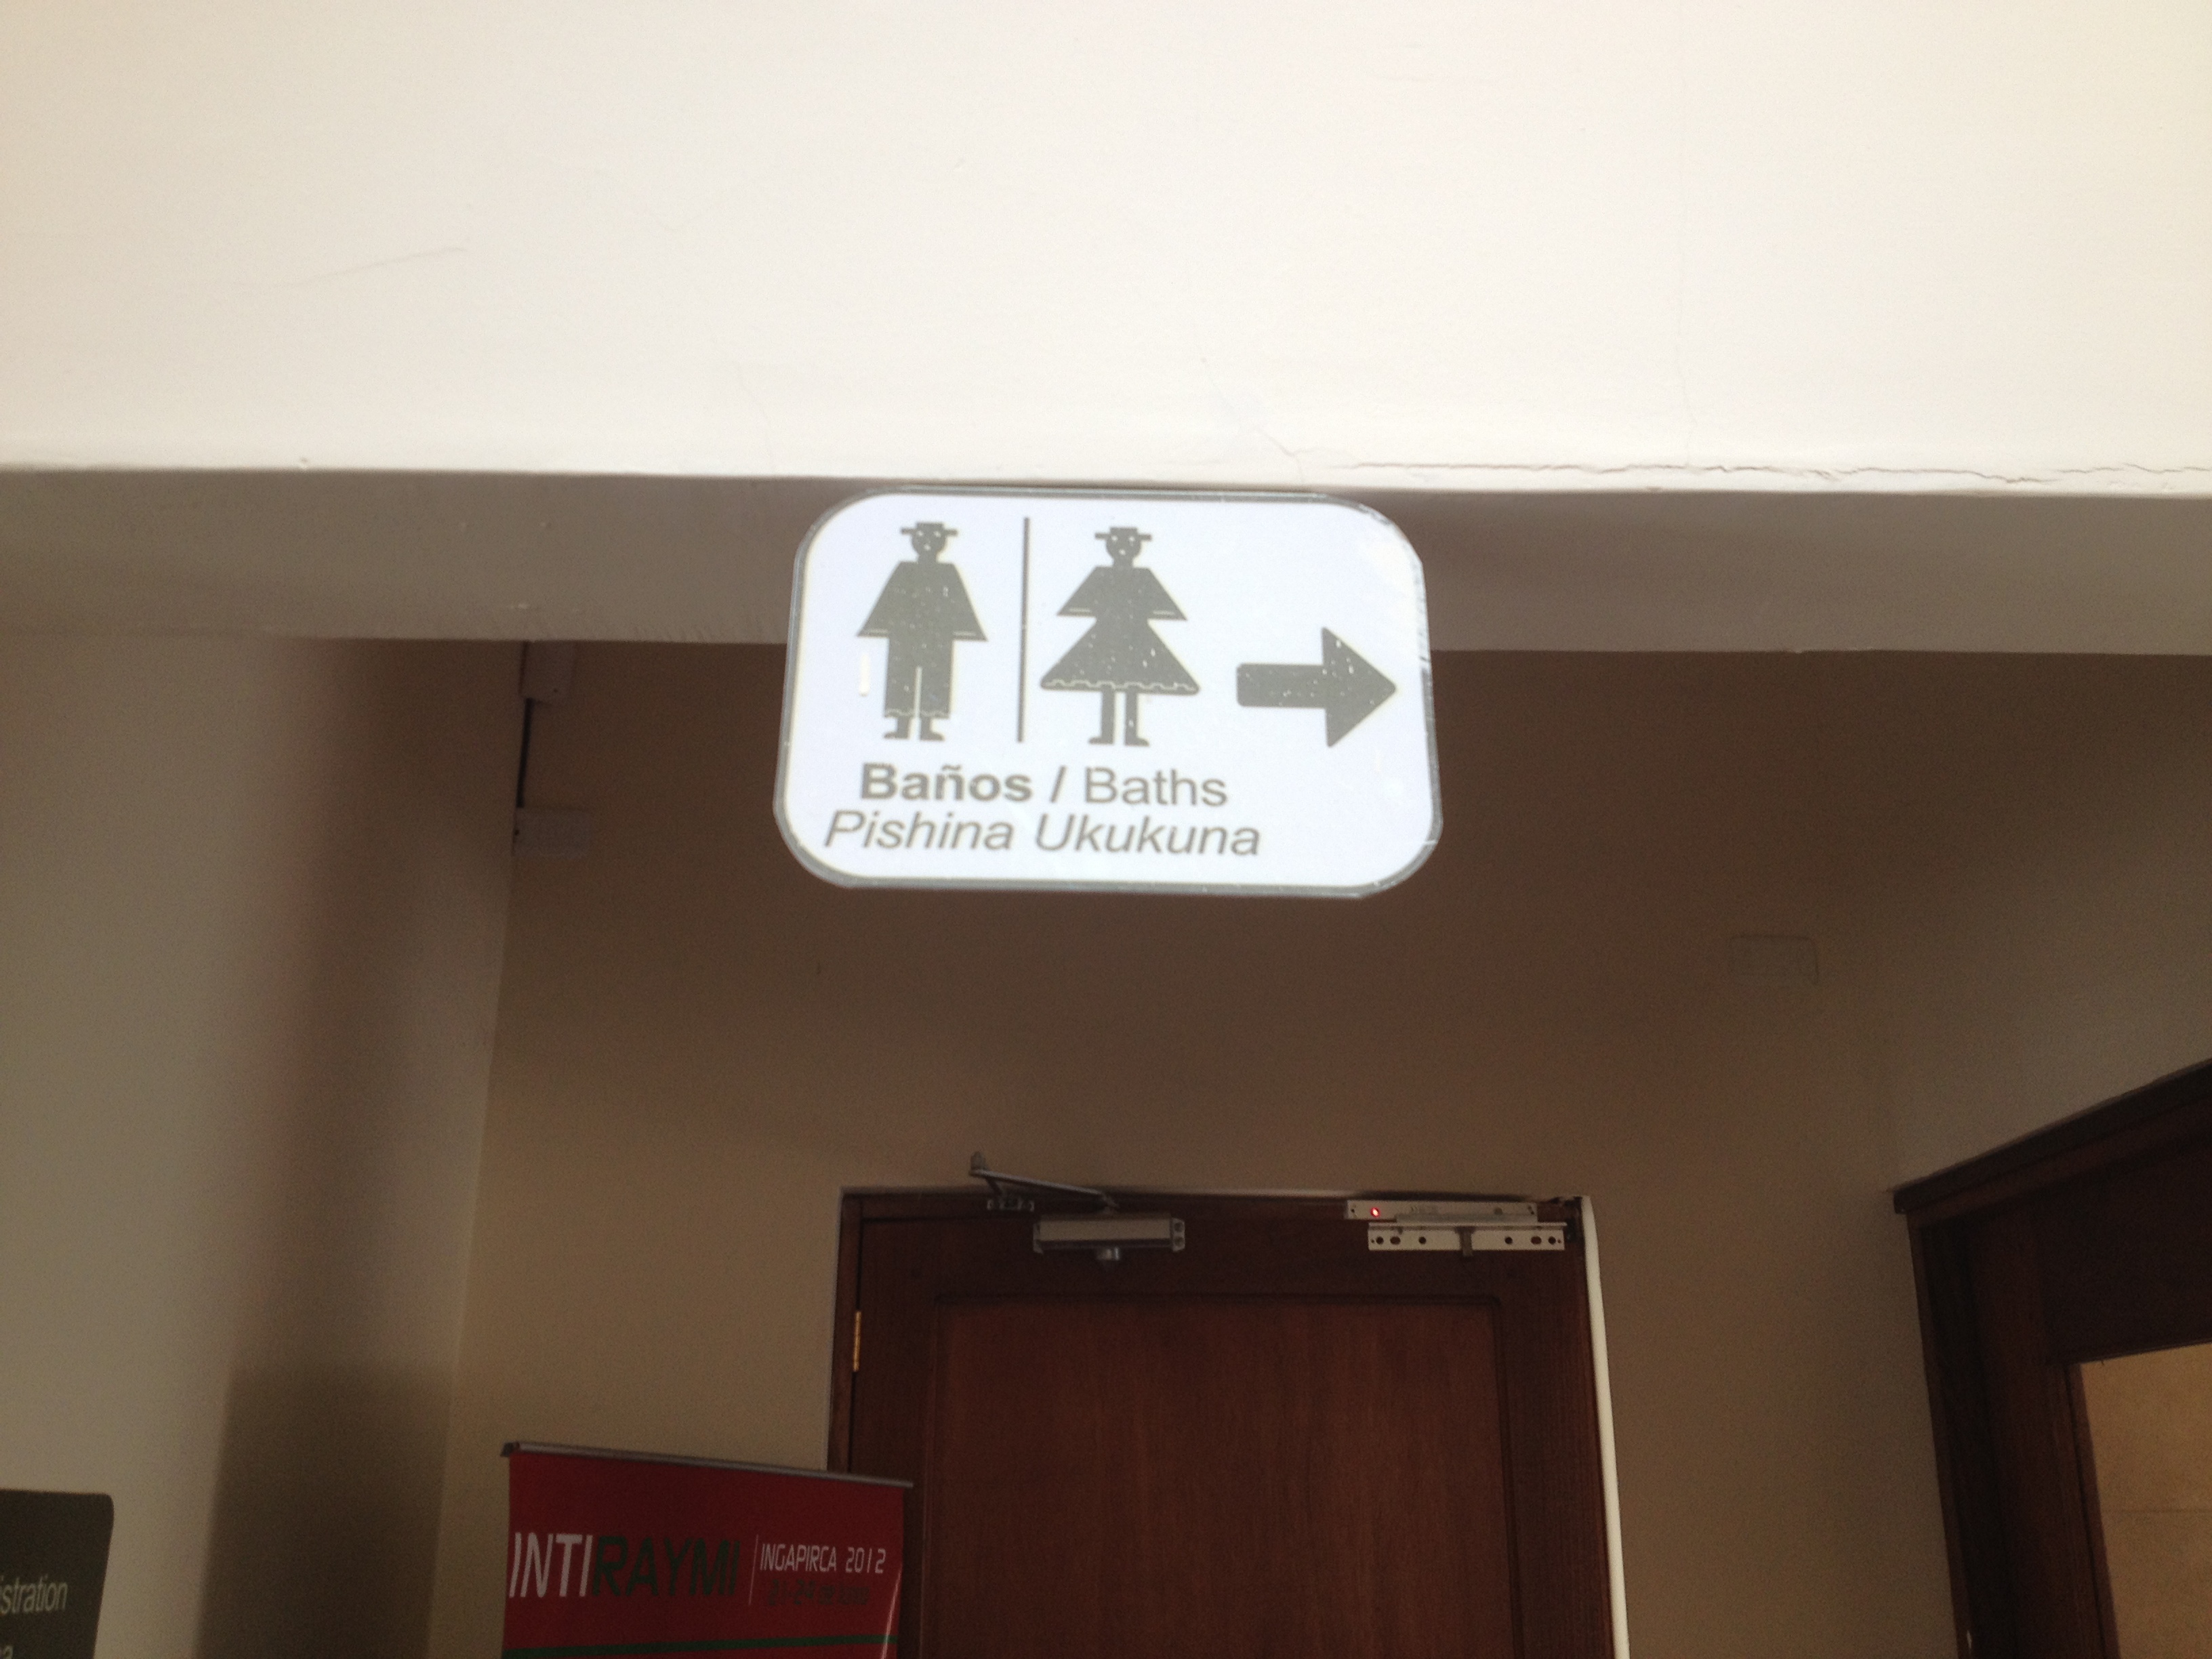 Baños / Baths
Pishina Ukukuna
INTIRAYMI
INGAPIRCA 2012
istration